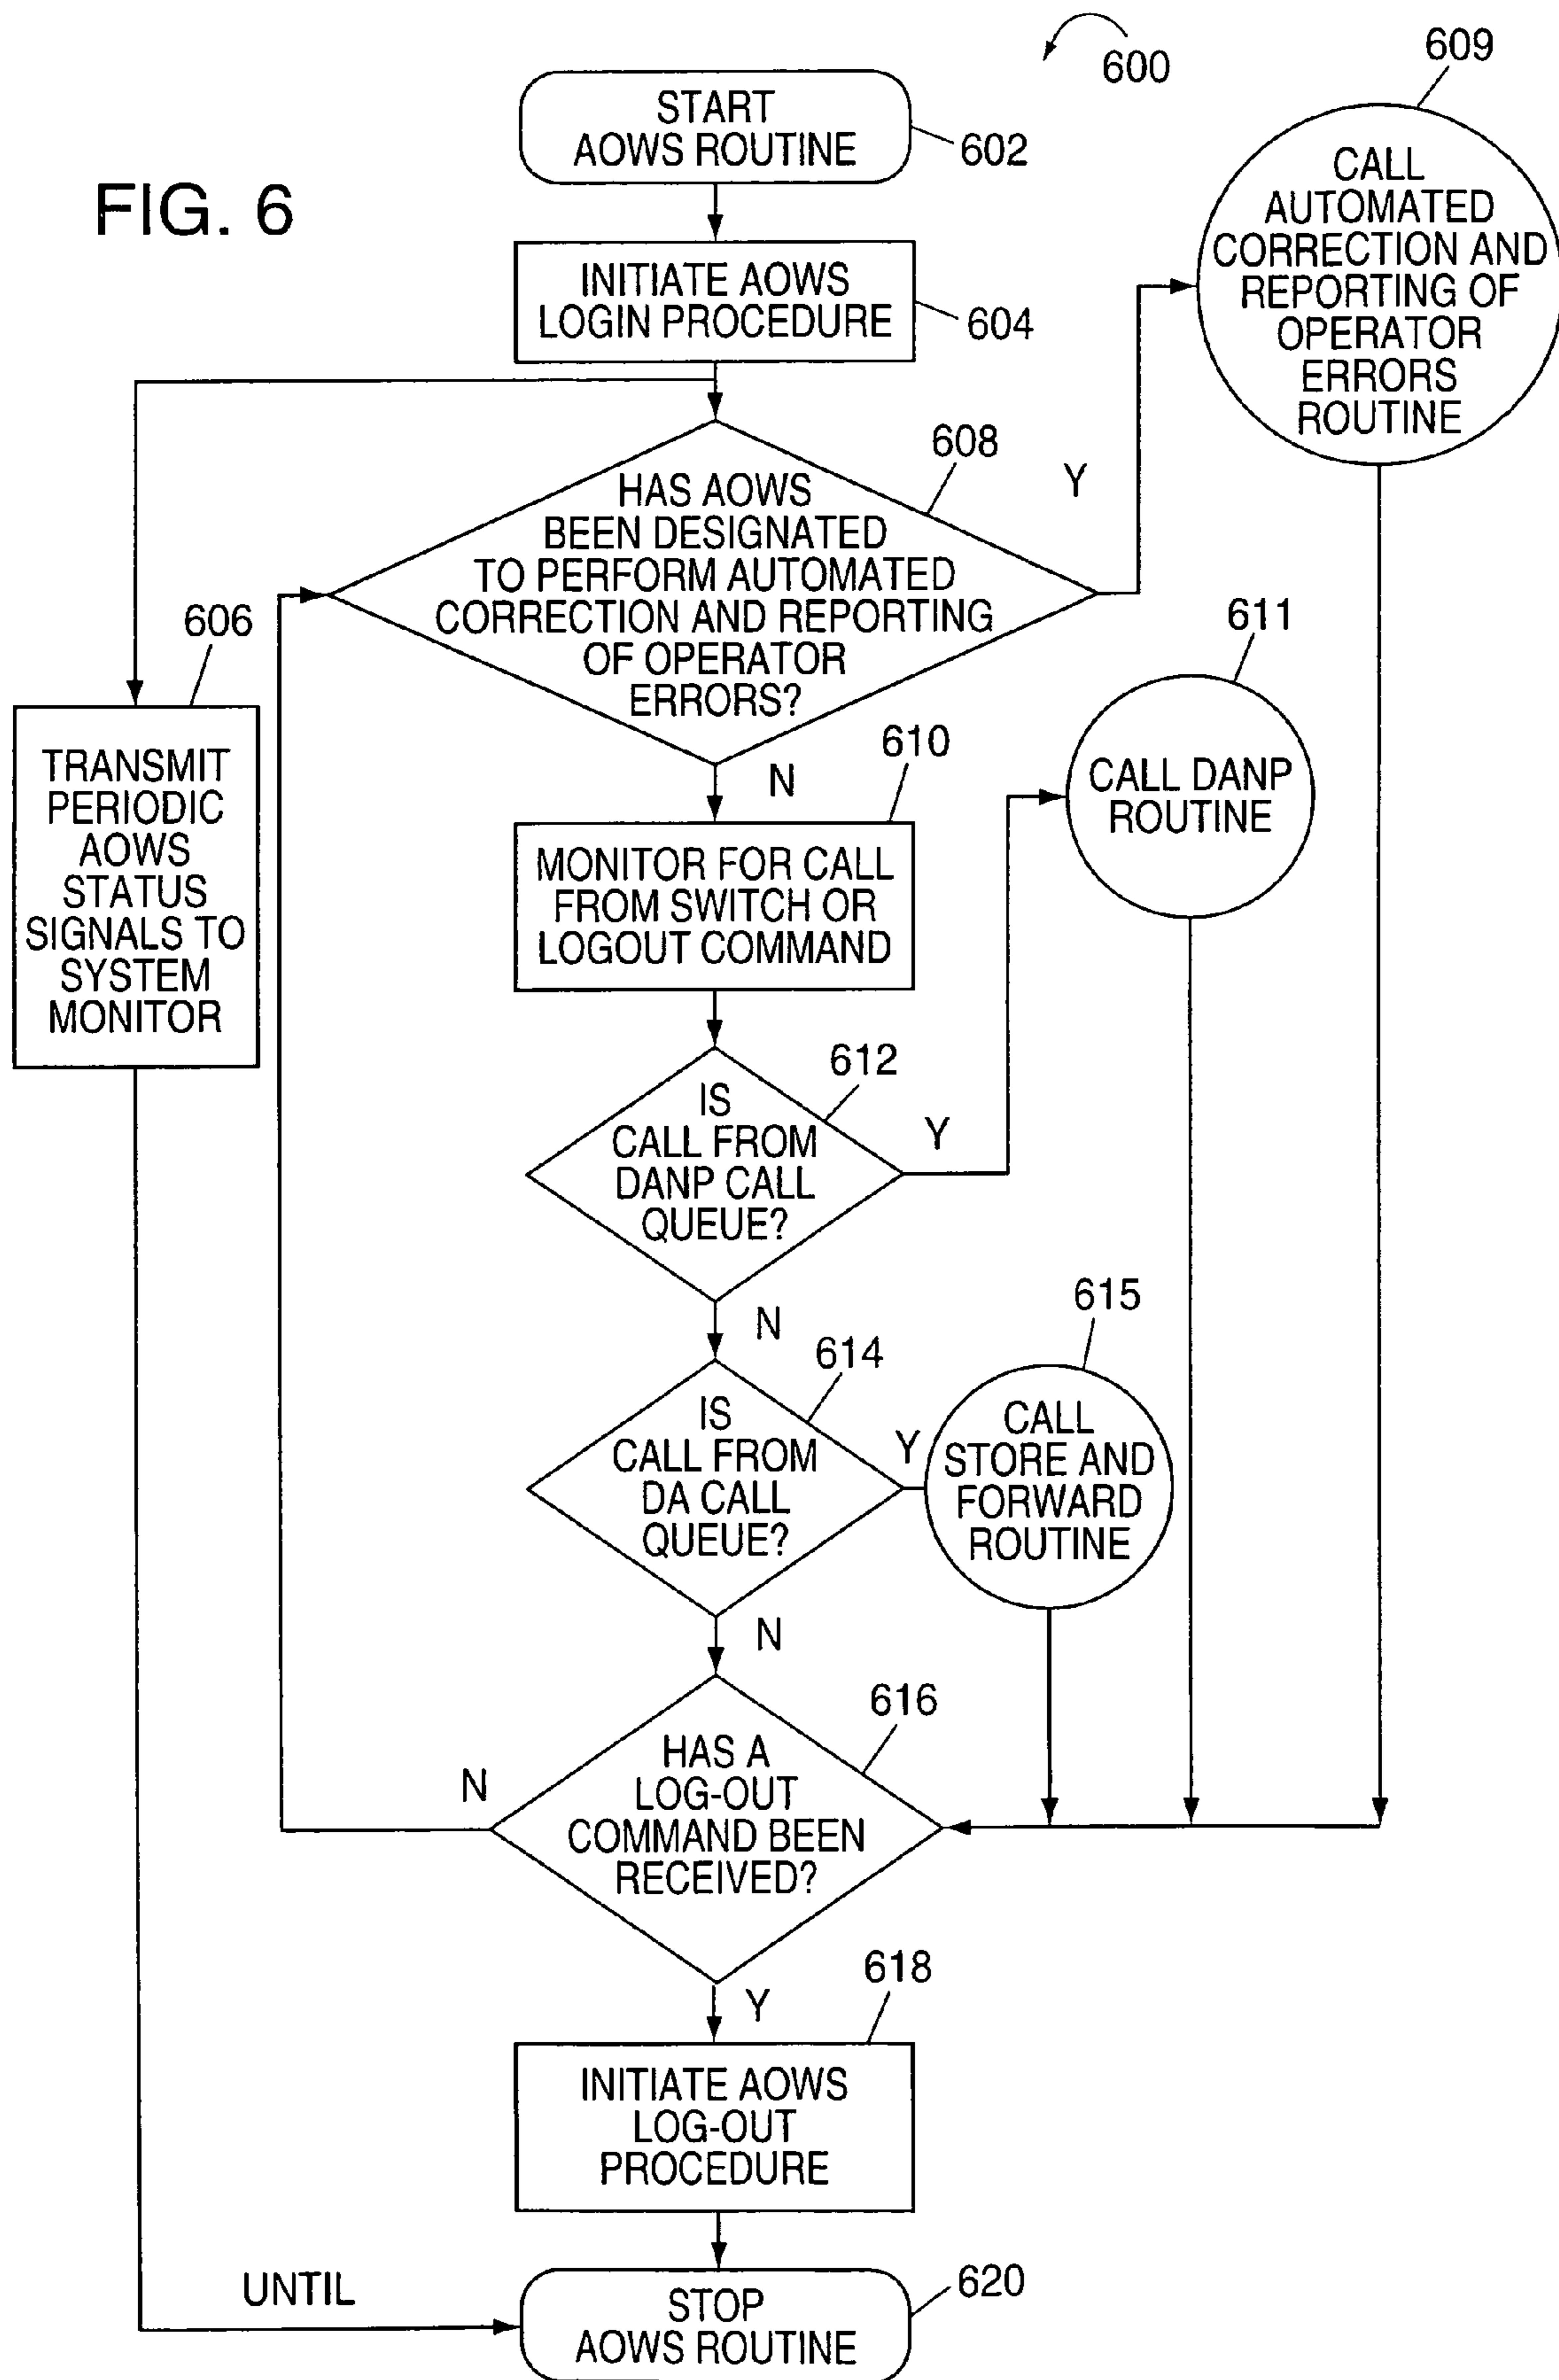 600
609
START
AOWS ROUTINE
602
FIG. 6
CALL
AUTOMATED
CORRECTION AND
REPORTING OF
OPERATOR
ERRORS
ROUTINE
INITIATE AOWS
LOGIN PROCEDURE
604
608
Y
HAS AOWS
BEEN DESIGNATED
TO PERFORM AUTOMATED
CORRECTION AND REPORTING
OF OPERATOR
ERRORS?
606
TRANSMIT
PERIODIC
AOWS
STATUS
SIGNALS TO
SYSTEM
MONITOR
N
610
611
CALL DANP
ROUTINE
MONITOR FOR CALL
FROM SWITCH OR
LOGOUT COMMAND
612
IS
CALL FROM
DANP CALL
QUEUE?
Y
N
614
615
IS
CALL FROM
DA CALL
QUEUE?
Y
CALL
STORE AND
FORWARD
ROUTINE
N
616
HAS A
LOG-OUT
COMMAND BEEN
RECEIVED?
N
Y
618
INITIATE AOWS
LOG-OUT
PROCEDURE
UNTIL
STOP
AOWS ROUTINE
620